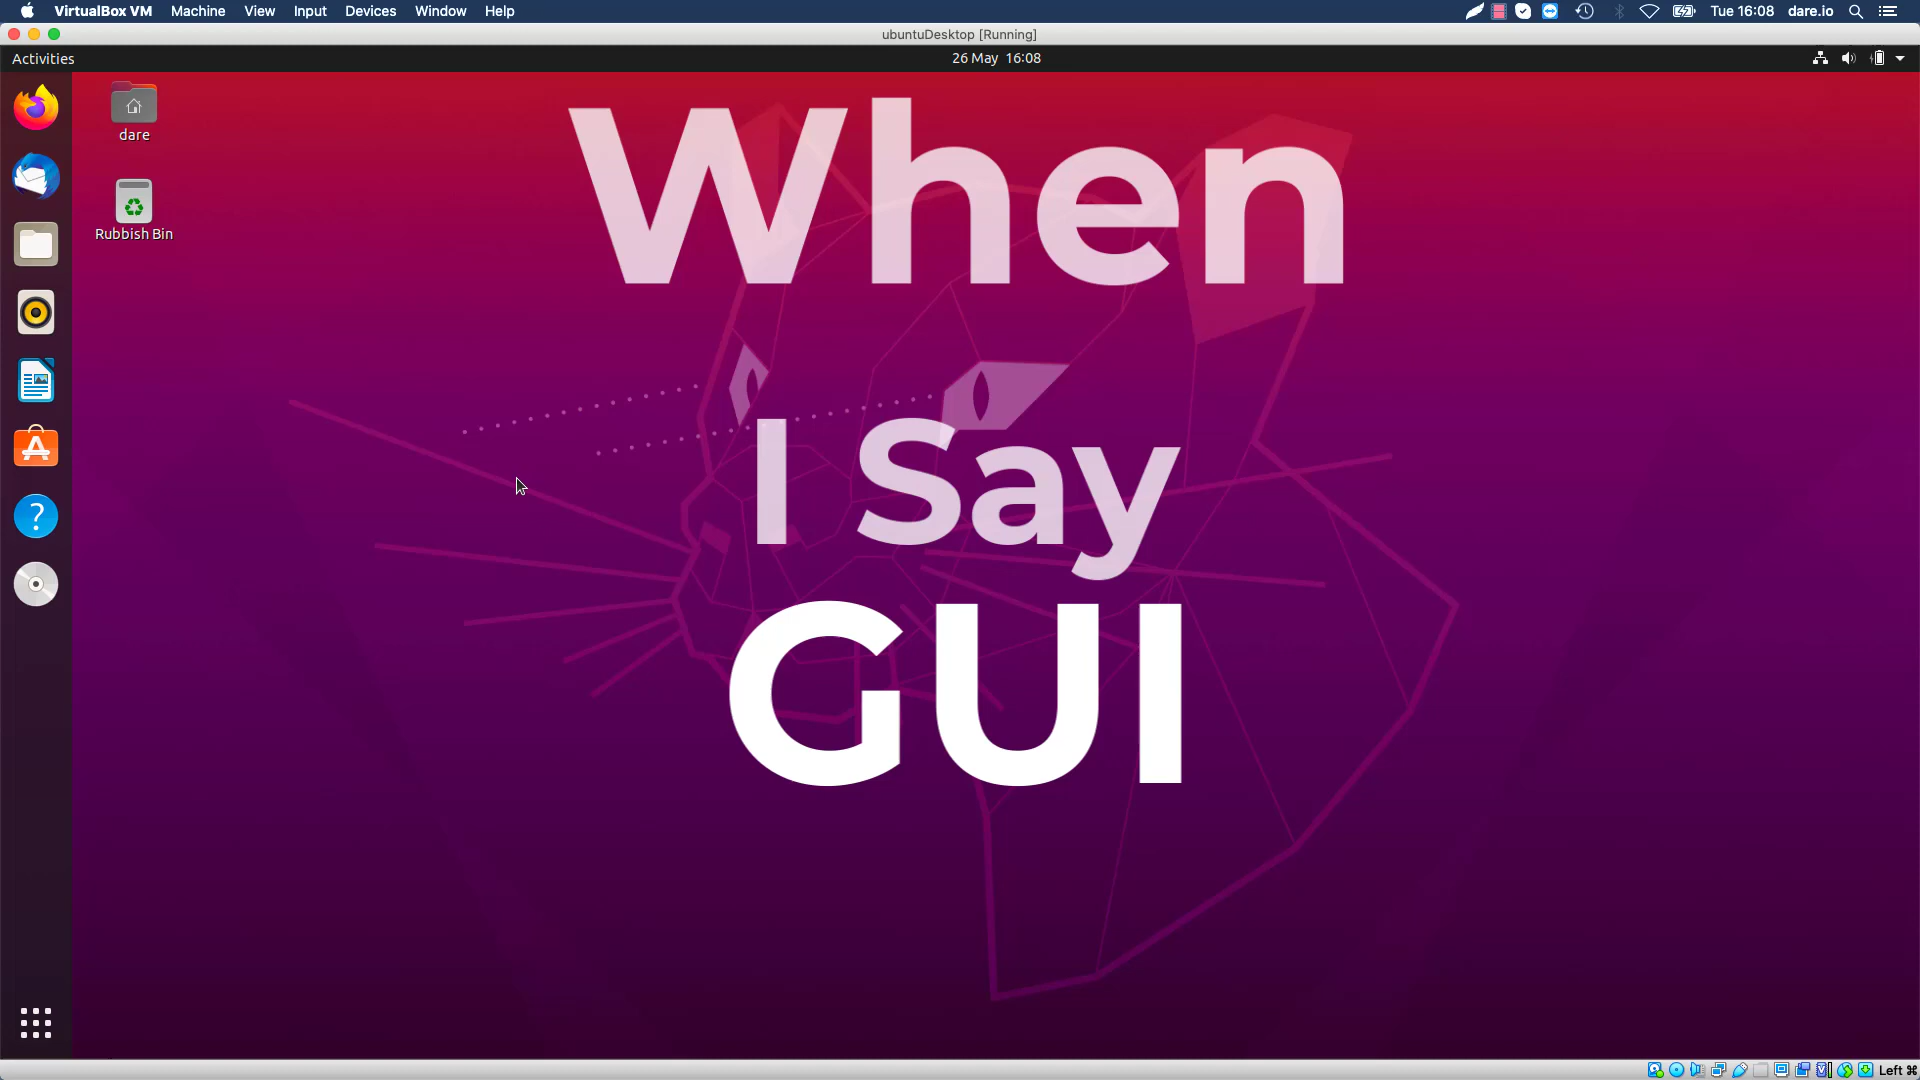 VirtualBox VM Machine View Input Devices Window Help Tue 16:08 dare.io
ubuntuDesktop [Running]
Activities 26 May 16:08
dare
Rubbish Bin
When
I Say
GUI
Left ⌘